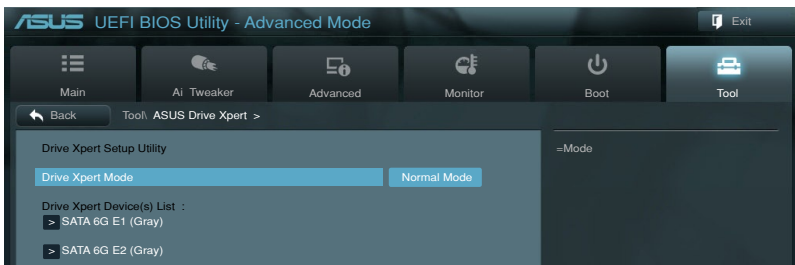 ASUS UEFI BIOS Utility - Advanced Mode
Exit
Main Ai Tweaker Advanced Monitor Boot Tool
Back Tool\ ASUS Drive Xpert >
Drive Xpert Setup Utility
=Mode
Drive Xpert Mode Normal Mode
Drive Xpert Device(s) List :
> SATA 6G E1 (Gray)
> SATA 6G E2 (Gray)